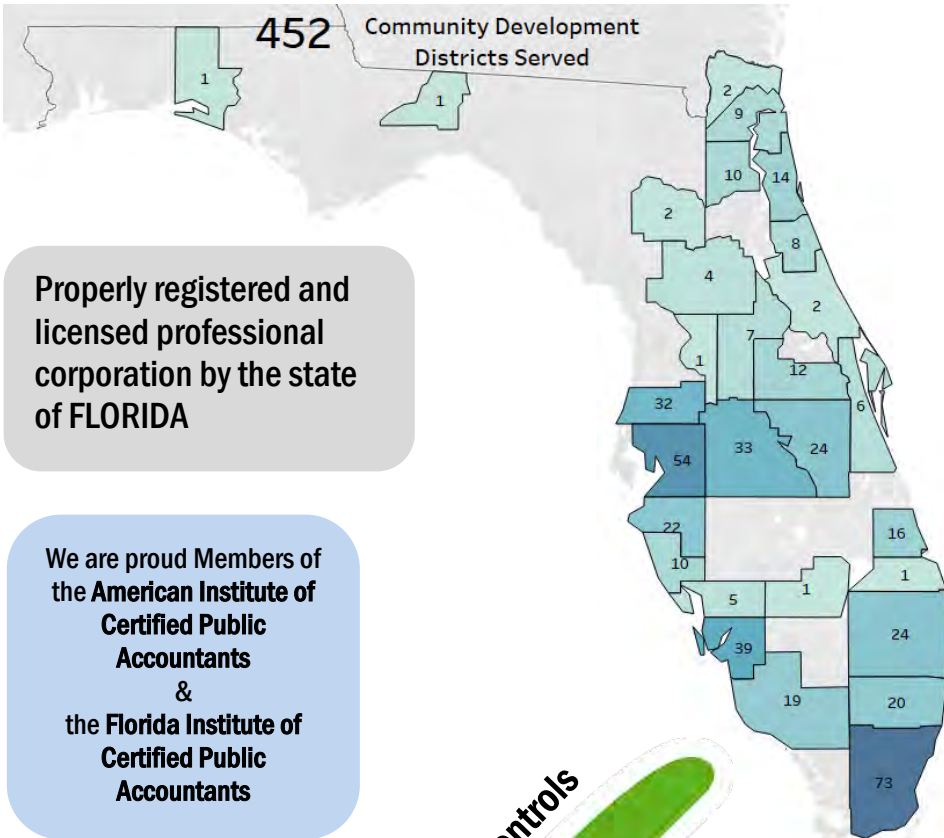 452
Community Development
Districts Served
1
1
2
9
10
14
2
8
4
2
7
1
12
6
32
33
24
54
22
16
10
1
5
1
24
39
19
20
73
Properly registered and
licensed professional
corporation by the state
of FLORIDA
We are proud Members of
the American Institute of
Certified Public
Accountants
&
the Florida Institute of
Certified Public
Accountants